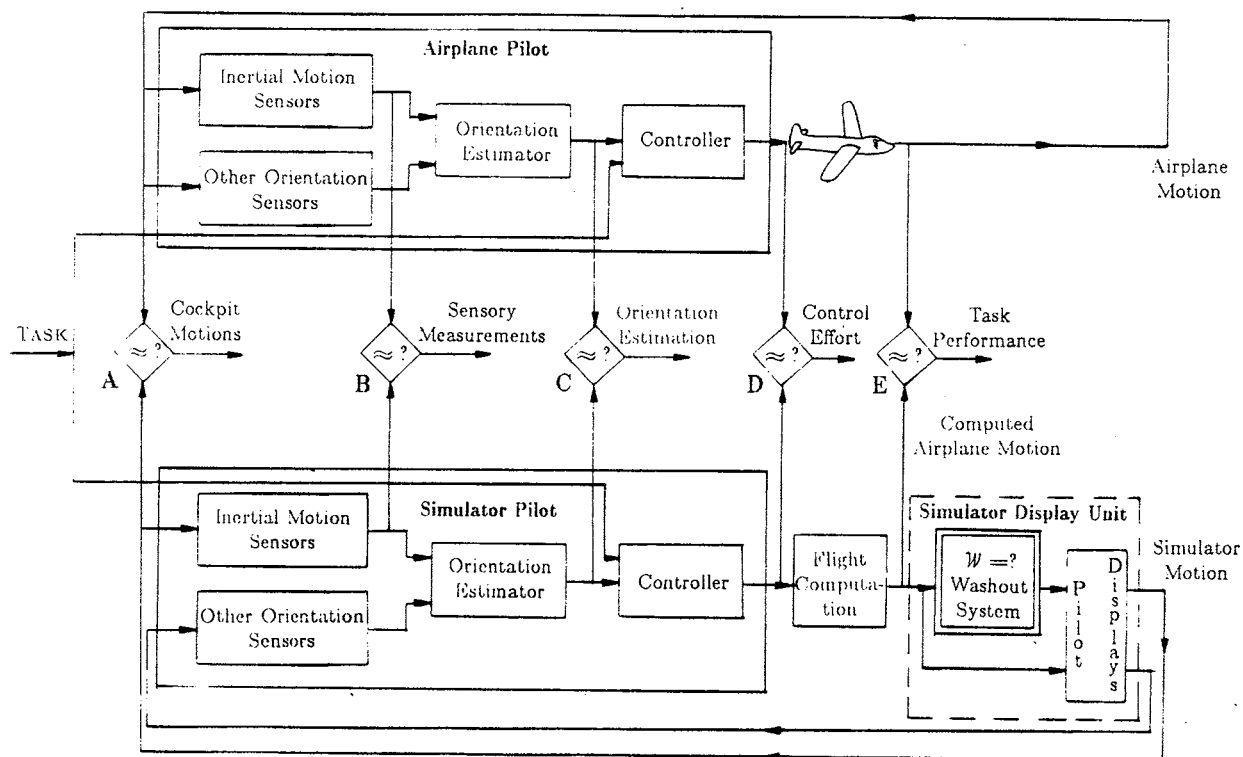 Airplane Pilot
Inertial Motion
Sensors
Other Orientation
Sensors
Orientation
Estimator
Controller
Airplane
Motion
TASK
≈ ?
A
Cockpit
Motions
≈ ?
B
Sensory
Measurements
≈ ?
C
Orientation
Estimation
≈ ?
D
Control
Effort
≈ ?
E
Task
Performance
Computed
Airplane Motion
Simulator Pilot
Inertial Motion
Sensors
Other Orientation
Sensors
Orientation
Estimator
Controller
Flight
Computa-
tion
Simulator Display Unit
W =?
Washout
System
Pilot
Displays
Simulator
Motion